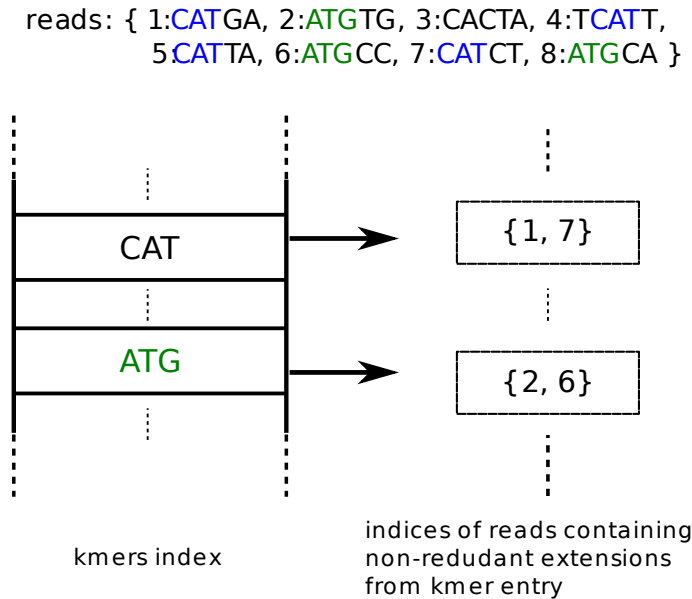 reads: { 1:CATGA, 2:ATGTG, 3:CACTA, 4:TCATT,
5:CATTA, 6:ATGCC, 7:CATCT, 8:ATGCA }
CAT
{1, 7}
ATG
{2, 6}
kmers index
indices of reads containing
non-redudant extensions
from kmer entry